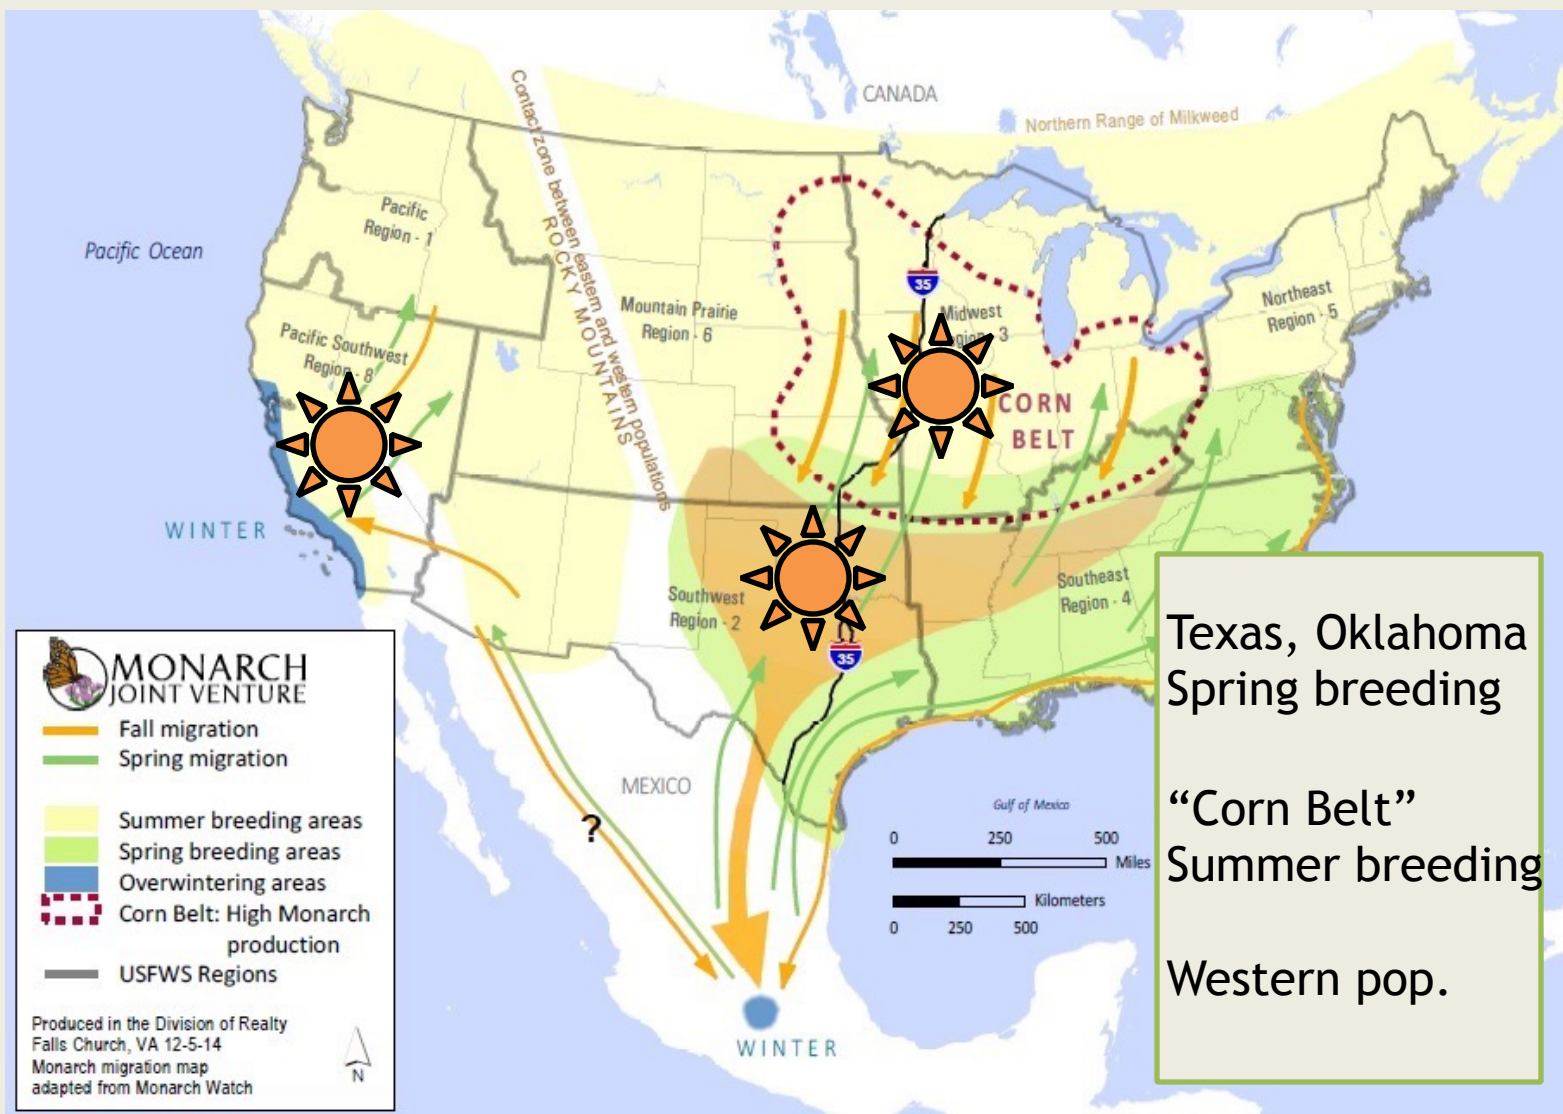 CANADA
Northern Range of Milkweed
Contact zone between eastern and western populations
ROCKY MOUNTAINS
Pacific
Region - 1
Pacific Ocean
35
Mountain Prairie
Region - 6
Midwest
egion - 3
Northeast
Region - 5
Pacific Southwest
Region - 8
CORN
BELT
WINTER
Southwest
Region - 2
35
Southeast
Region - 4
MEXICO
?
Gulf of Mexico
0 250 500
Miles
Kilometers
0 250 500
WINTER
MONARCH
JOINT VENTURE
Fall migration
Spring migration
Summer breeding areas
Spring breeding areas
Overwintering areas
Corn Belt: High Monarch
production
USFWS Regions
Produced in the Division of Realty
Falls Church, VA 12-5-14
Monarch migration map
adapted from Monarch Watch
N
Texas, Oklahoma
Spring breeding
“Corn Belt”
Summer breeding
Western pop.